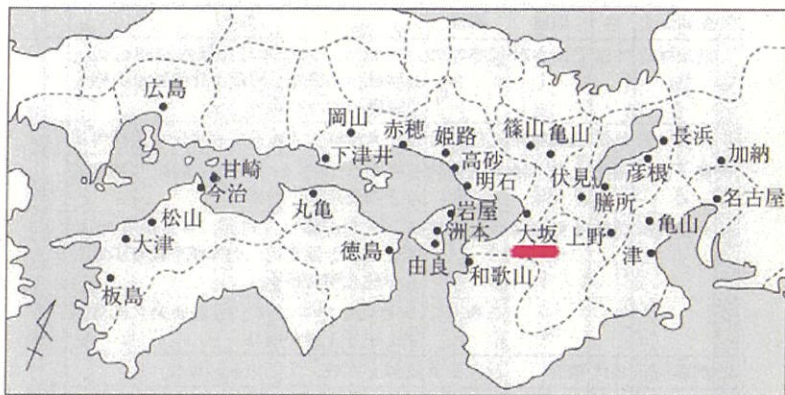 広島
岡山
赤穂
姫路
篠山
亀山
長浜
加納
下津井
高砂
伏見
彦根
甘崎
明石
膳所
名古屋
今治
丸亀
岩屋
松山
洲本
大坂
上野
亀山
大津
徳島
由良
和歌山
津
板島